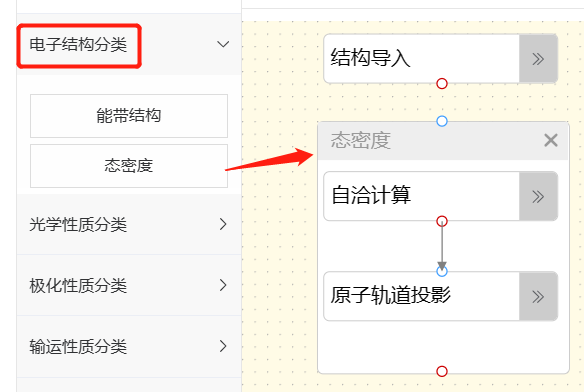 电子结构分类
能带结构
态密度
光学性质分类
极化性质分类
输运性质分类
结构导入
态密度
自洽计算
原子轨道投影